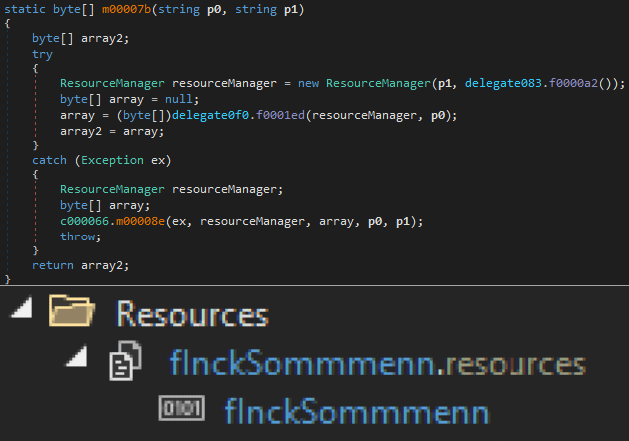 static byte[] m00007b(string p0, string p1)
{
byte[] array2;
try
{
ResourceManager resourceManager = new ResourceManager(p1, delegate083.f0000a2());
byte[] array = null;
array = (byte[])delegate0f0.f0001ed(resourceManager, p0);
array2 = array;
}
catch (Exception ex)
{
ResourceManager resourceManager;
byte[] array;
c000066.m00008e(ex, resourceManager, array, p0, p1);
throw;
}
return array2;
}
Resources
fInckSommmenn.resources
0101
fInckSommmenn